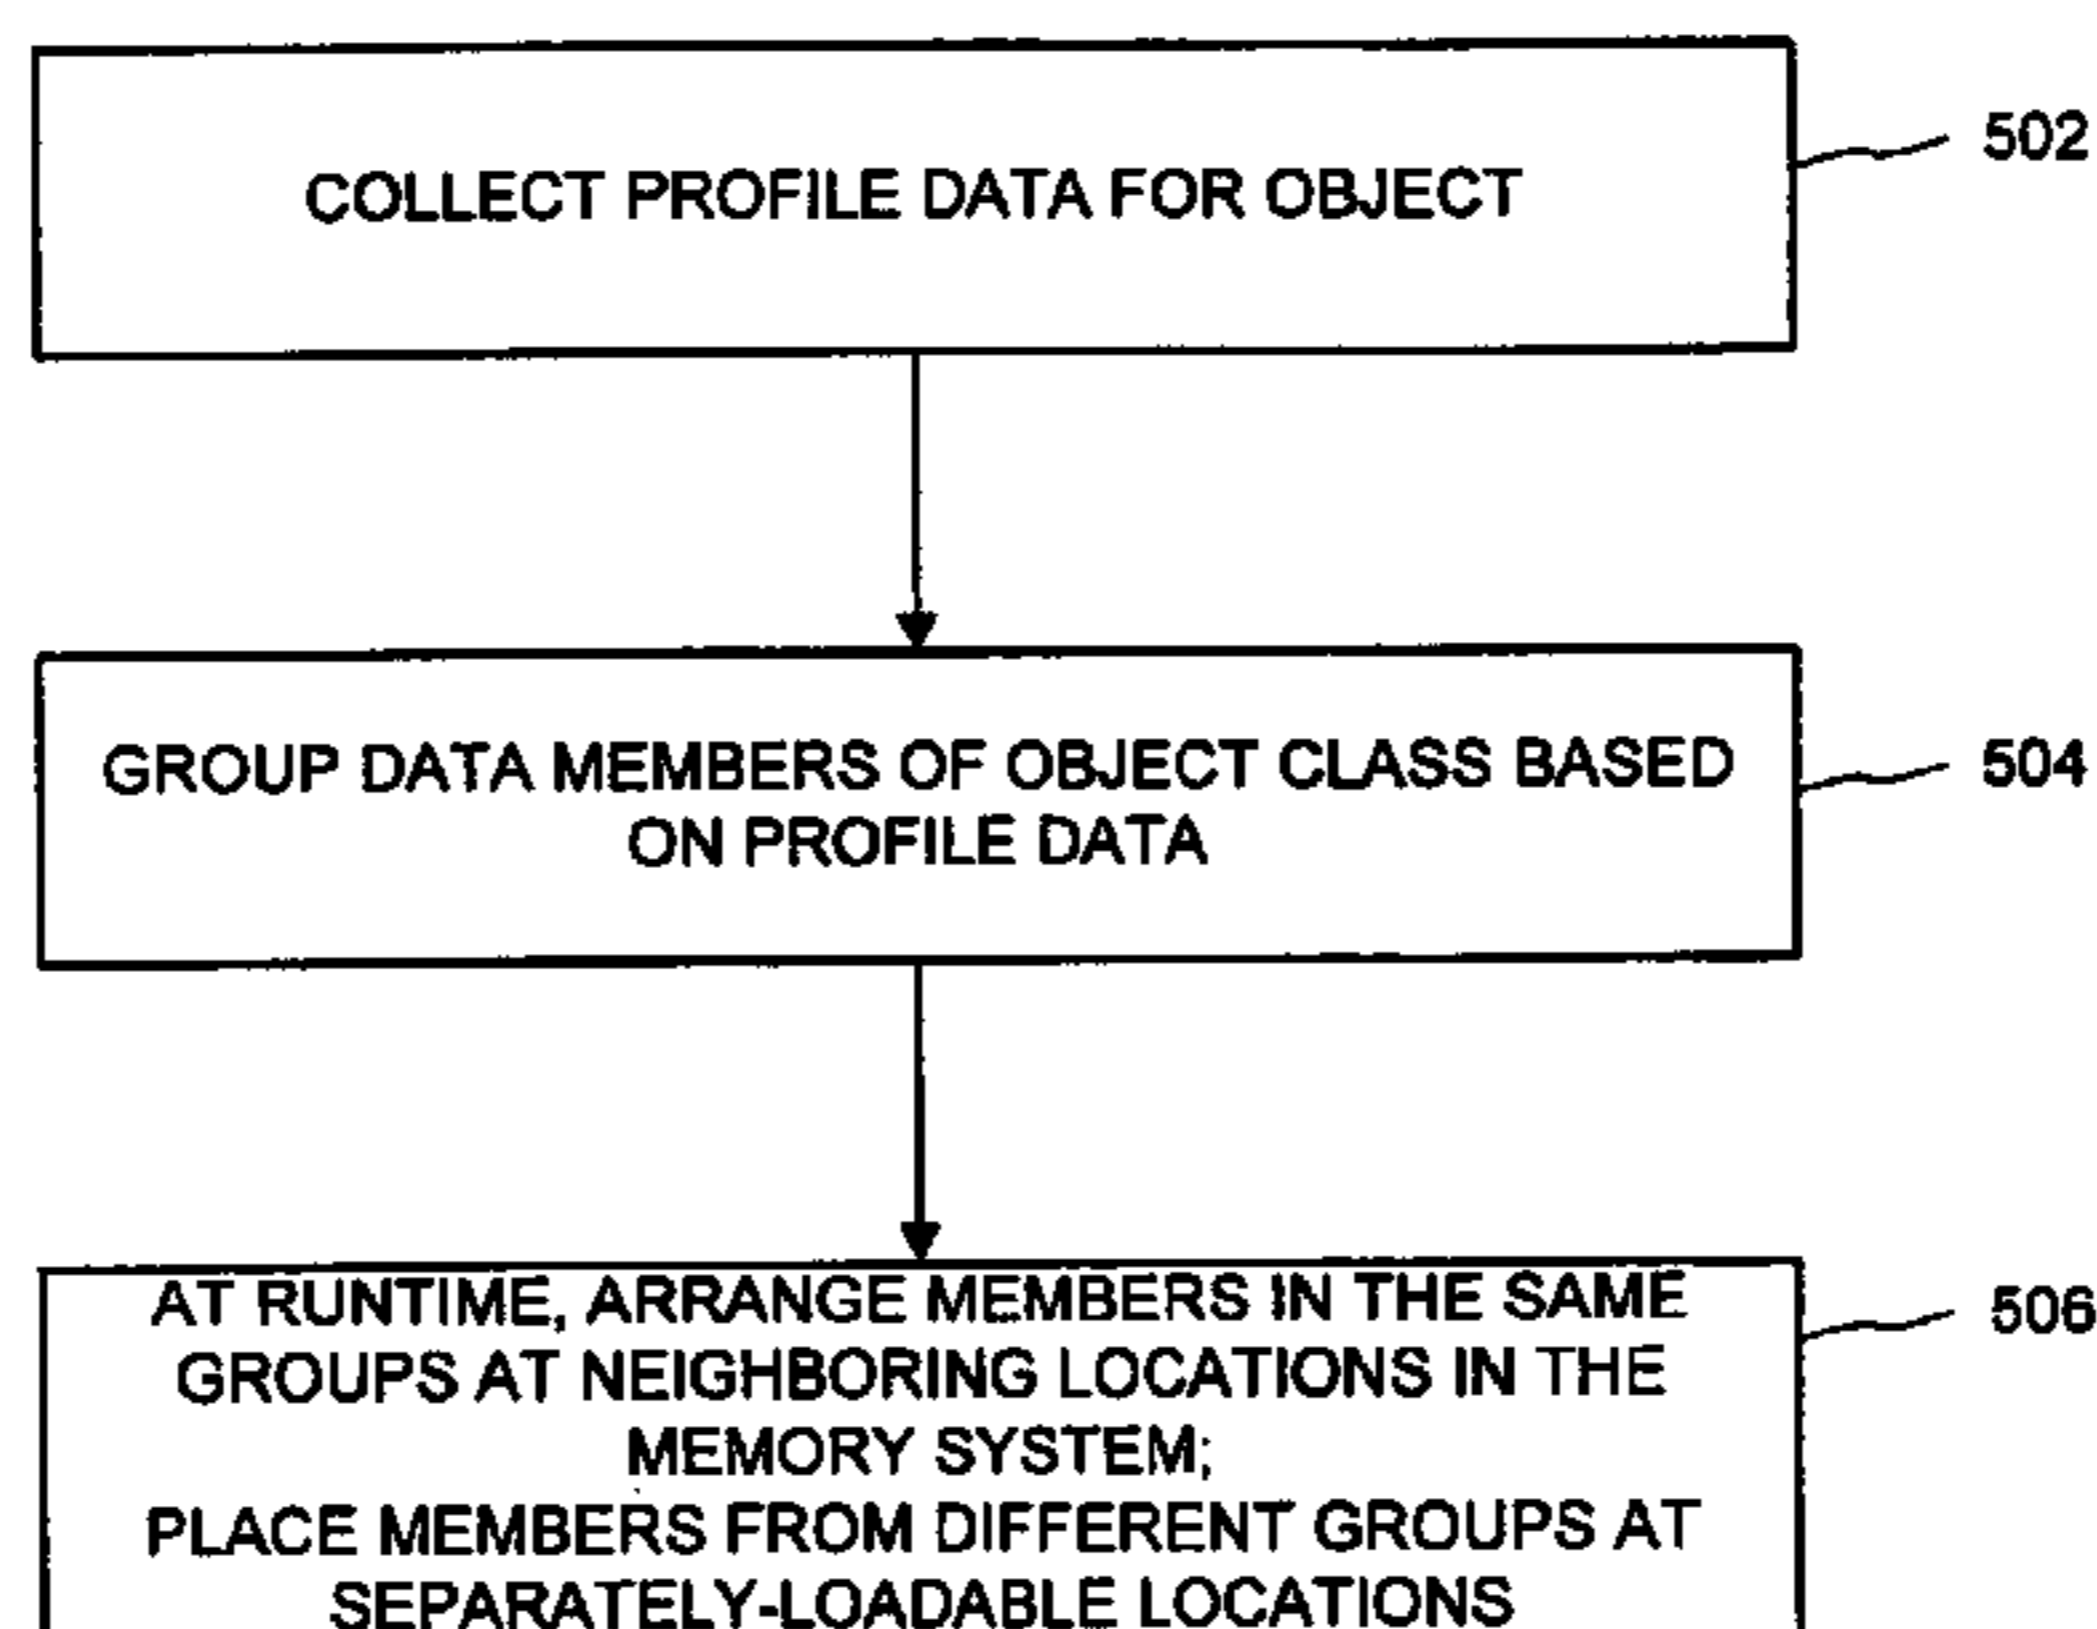 COLLECT PROFILE DATA FOR OBJECT
502
GROUP DATA MEMBERS OF OBJECT CLASS BASED
ON PROFILE DATA
504
AT RUNTIME, ARRANGE MEMBERS IN THE SAME
GROUPS AT NEIGHBORING LOCATIONS IN THE
MEMORY SYSTEM;
PLACE MEMBERS FROM DIFFERENT GROUPS AT
SEPARATELY-LOADABLE LOCATIONS
506